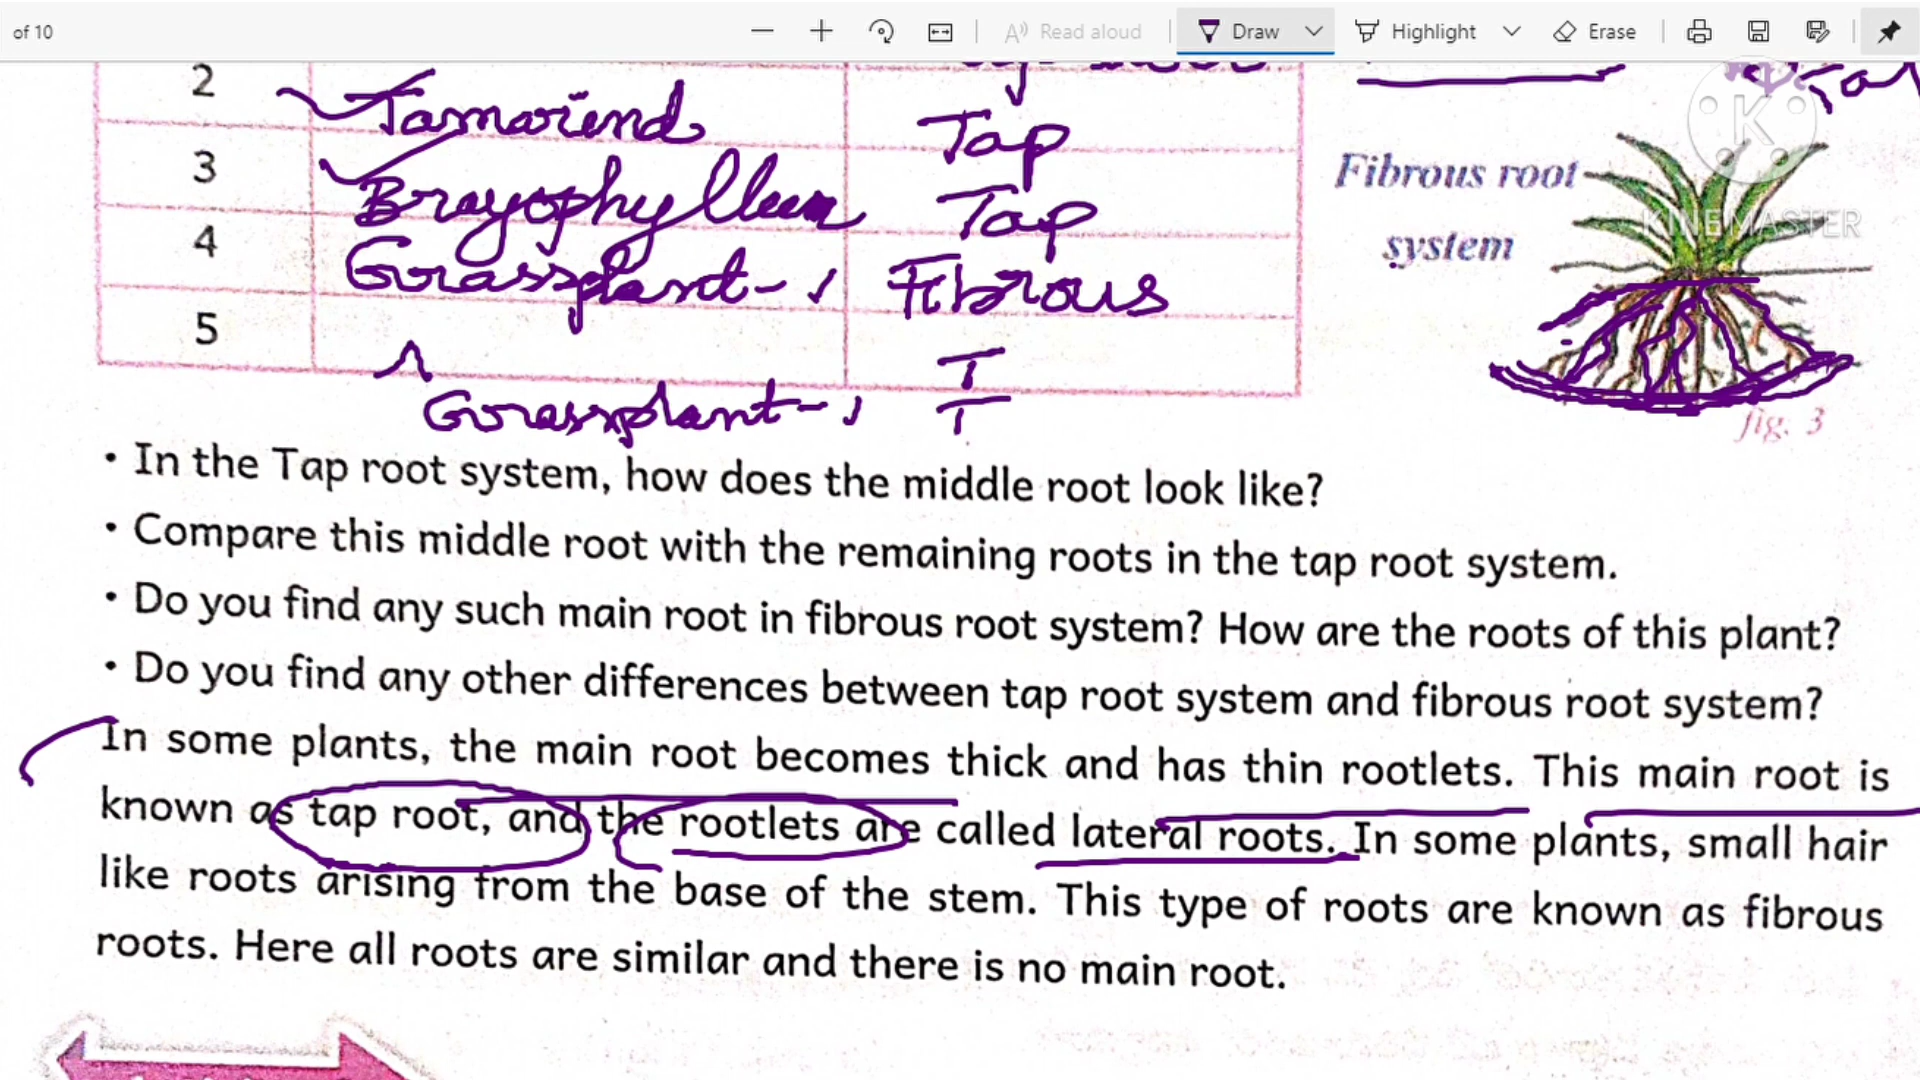 of 10
Read aloud
Draw
Highlight
Erase
2
Tamarind
Tap
3
Brayophylleum
Tap
4
Grassplant-
Fibrous
5
T
Grassplant-
T
Fibrous root
system
K
KINEMASTER
fig. 3
• In the Tap root system, how does the middle root look like?
• Compare this middle root with the remaining roots in the tap root system.
• Do you find any such main root in fibrous root system? How are the roots of this plant?
• Do you find any other differences between tap root system and fibrous root system?
In some plants, the main root becomes thick and has thin rootlets. This main root is
known as tap root, and the rootlets are called lateral roots. In some plants, small hair
like roots arising from the base of the stem. This type of roots are known as fibrous
roots. Here all roots are similar and there is no main root.